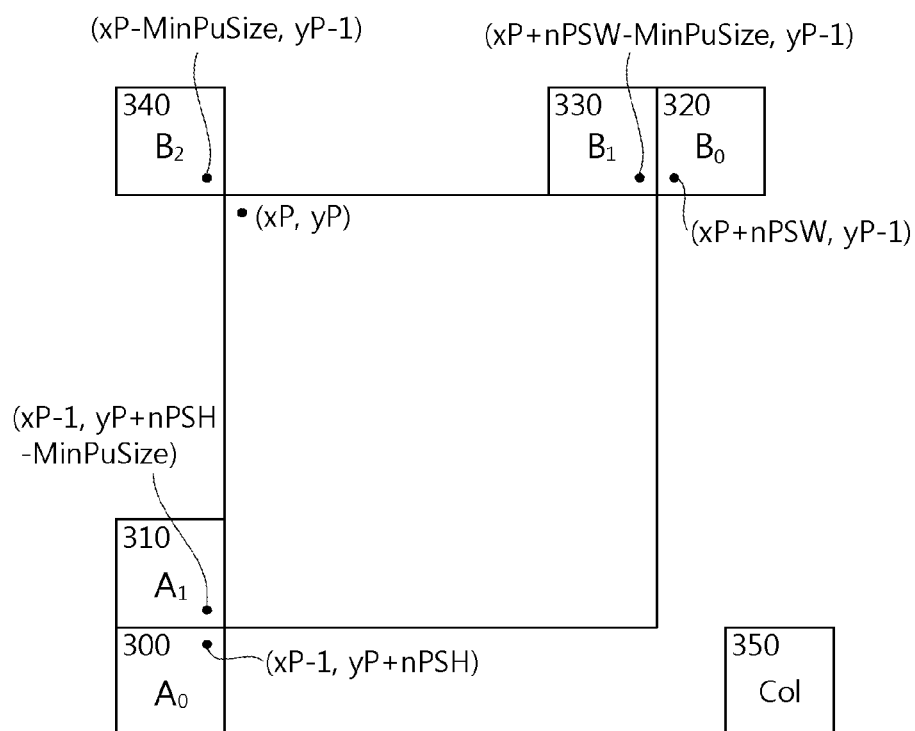 (xP-MinPuSize, yP-1)
(xP+nPSW-MinPuSize, yP-1)
340
B₂
330
B₁
320
B₀
(xP, yP)
(xP+nPSW, yP-1)
(xP-1, yP+nPSH
-MinPuSize)
310
A₁
300
A₀
(xP-1, yP+nPSH)
350
Col